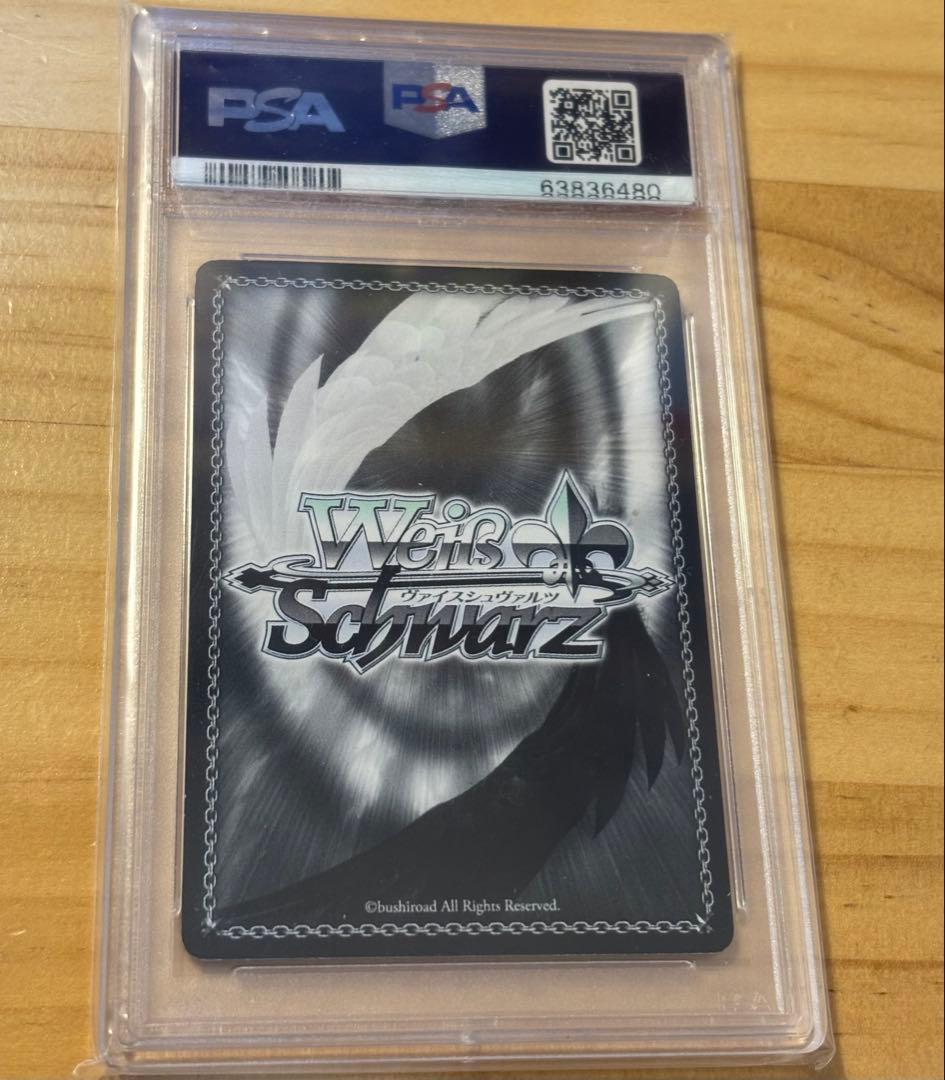 PSA PSA
63836480
Weiß
ヴァイスシュヴァルツ
Schwarz
©bushiroad All Rights Reserved.